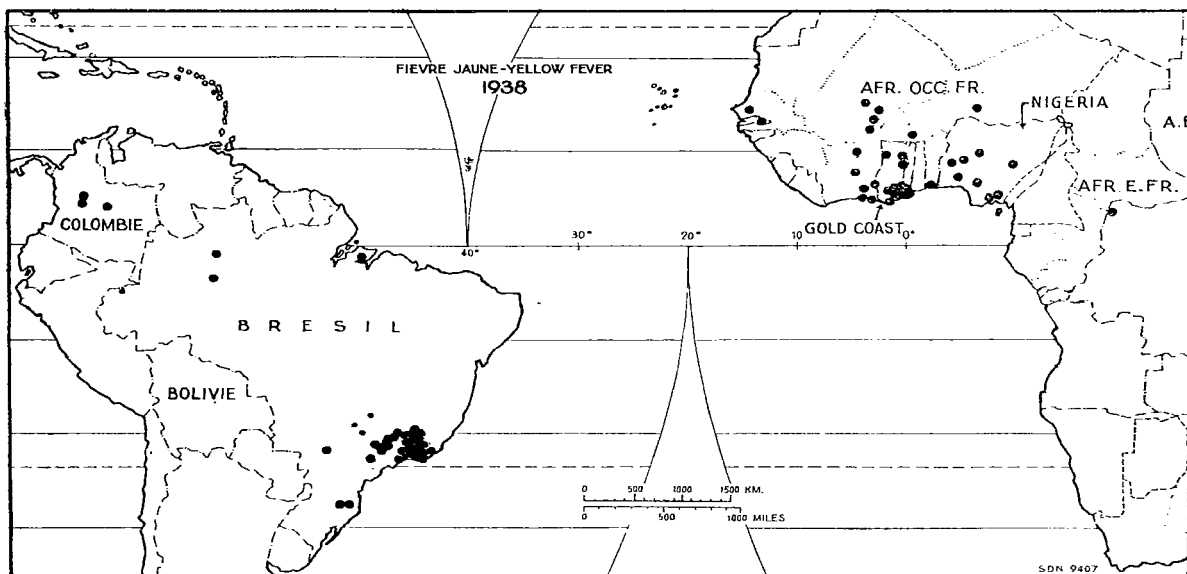 FIEVRE JAUNE-YELLOW FEVER
1938
AFR. OCC. FR.
NIGERIA
A.E
AFR. E. FR.
GOLD COAST
COLOMBIE
40°
30°
20°
10°
0°
BRESIL
BOLIVIE
0 500 1000 1500 KM.
0 500 1000 MILES
SDN 9407